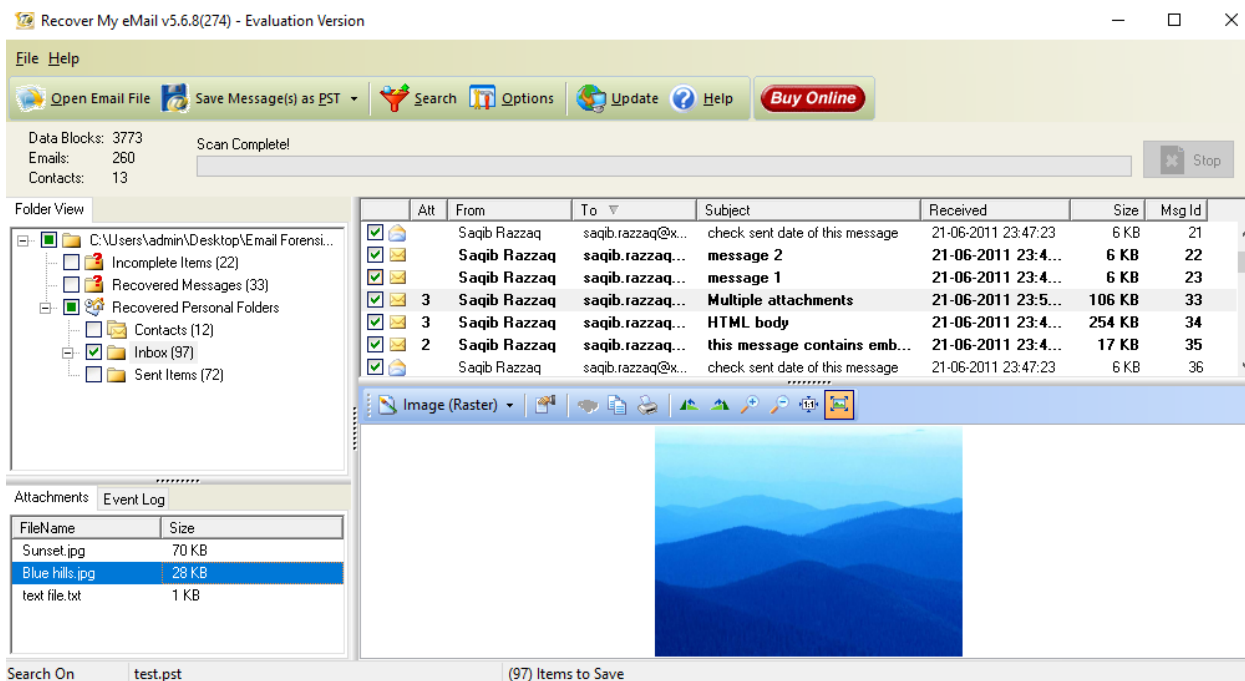 Recover My eMail v5.6.8(274) - Evaluation Version
File Help
Open Email File Save Message(s) as PST Search Options Update Help Buy Online
Data Blocks: 3773
Emails: 260
Contacts: 13
Scan Complete!
Stop
Folder View
C:\Users\admin\Desktop\Email Forensi...
Incomplete Items (22)
Recovered Messages (33)
Recovered Personal Folders
Contacts (12)
Inbox (97)
Sent Items (72)
Att From To Subject Received Size Msg Id
Saqib Razzaq saqib.razzaq@x... check sent date of this message 21-06-2011 23:47:23 6 KB 21
Saqib Razzaq saqib.razzaq... message 2 21-06-2011 23:4... 6 KB 22
Saqib Razzaq saqib.razzaq... message 1 21-06-2011 23:4... 6 KB 23
3 Saqib Razzaq saqib.razzaq... Multiple attachments 21-06-2011 23:5... 106 KB 33
3 Saqib Razzaq saqib.razzaq... HTML body 21-06-2011 23:4... 254 KB 34
2 Saqib Razzaq saqib.razzaq... this message contains emb... 21-06-2011 23:4... 17 KB 35
Saqib Razzaq saqib.razzaq@x... check sent date of this message 21-06-2011 23:47:23 6 KB 36
Image (Raster)
Attachments Event Log
FileName Size
Sunset.jpg 70 KB
Blue hills.jpg 28 KB
text file.txt 1 KB
Search On test.pst (97) Items to Save